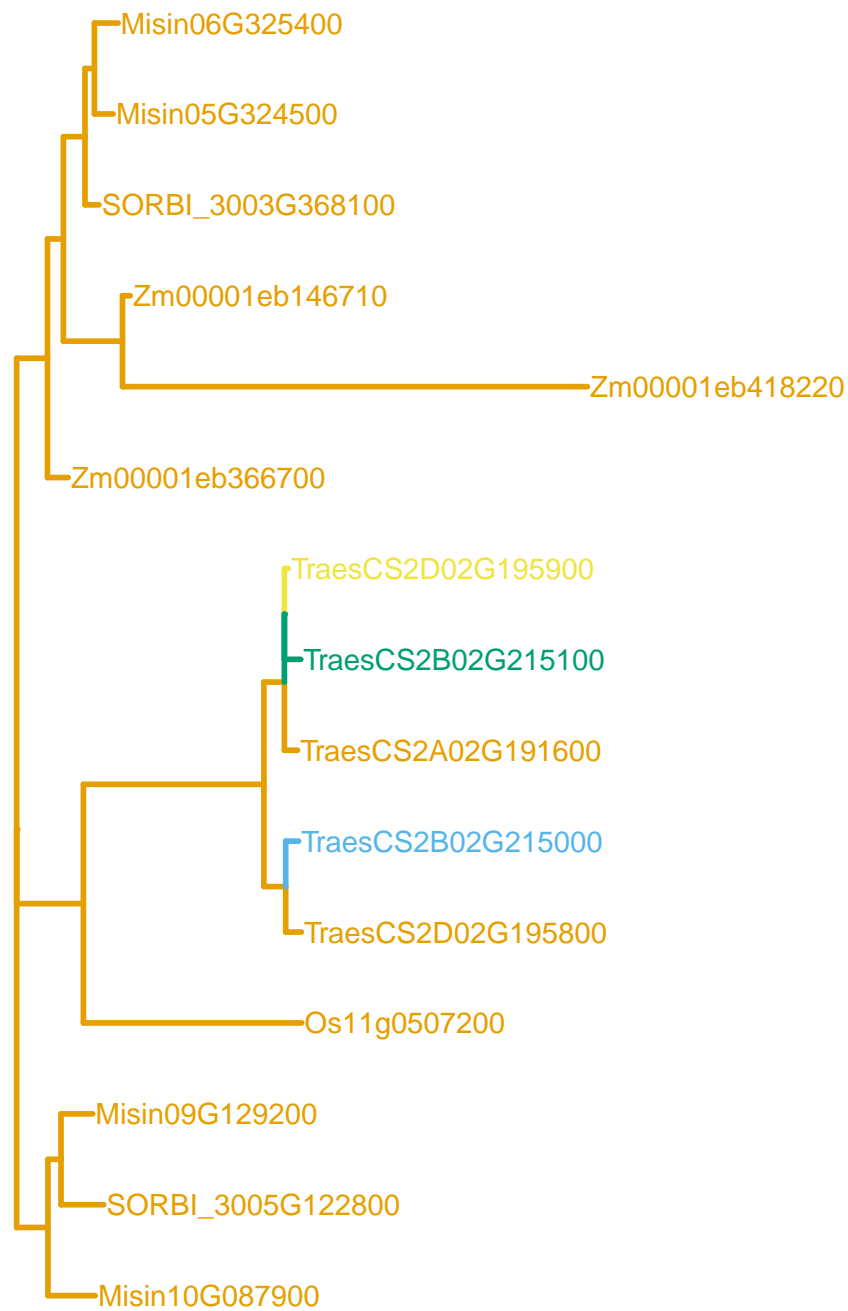 Misin06G325400
Misin05G324500
SORBI_3003G368100
Zm00001eb146710
Zm00001eb418220
Zm00001eb366700
TraesCS2D02G195900
TraesCS2B02G215100
TraesCS2A02G191600
TraesCS2B02G215000
TraesCS2D02G195800
Os11g0507200
Misin09G129200
SORBI_3005G122800
Misin10G087900